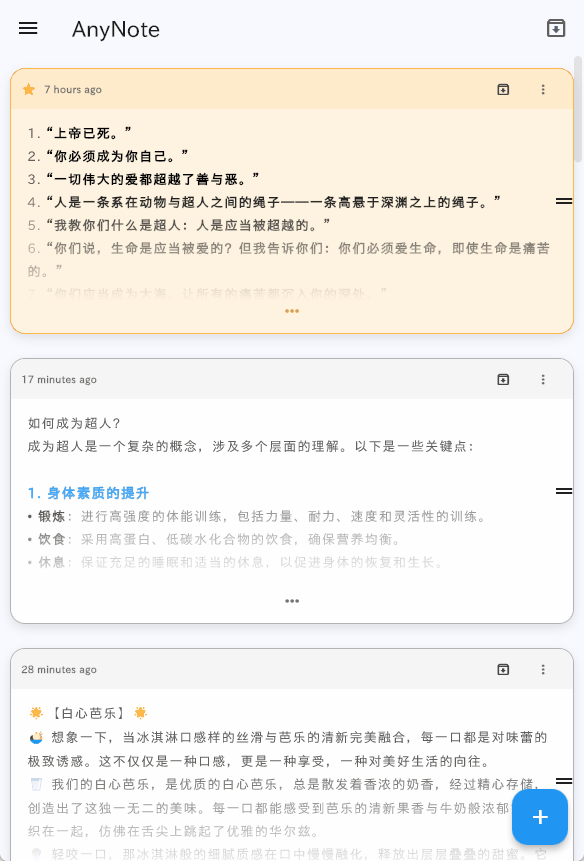 AnyNote
7 hours ago
1. “上帝已死。”
2. “你必须成为你自己。”
3. “一切伟大的爱都超越了善与恶。”
4. “人是一条系在动物与超人之间的绳子——一条高悬于深渊之上的绳子。”
5. “我教你们什么是超人：人是应当被超越的。”
6. “你们说，生命是应当被爱的？但我告诉你们：你们必须爱生命，即使生命是痛苦
的。”
7. “你们应当成为大海，让所有的痛苦都沉入你的深处。”
17 minutes ago
如何成为超人？
成为超人是一个复杂的概念，涉及多个层面的理解。以下是一些关键点：
1. 身体素质的提升
• 锻炼：进行高强度的体能训练，包括力量、耐力、速度和灵活性的训练。
• 饮食：采用高蛋白、低碳水化合物的饮食，确保营养均衡。
• 休息：保证充足的睡眠和适当的休息，以促进身体的恢复和生长。
28 minutes ago
🌟【白心芭乐】🌟
🍨 想象一下，当冰淇淋口感样的丝滑与芭乐的清新完美融合，每一口都是对味蕾的
极致诱惑。这不仅仅是一种口感，更是一种享受，一种对美好生活的向往。
🥛 我们的白心芭乐，是优质的白心芭乐，总是散发着香浓的奶香，经过精心存储，
创造出了这独一无二的美味。每一口都能感受到芭乐的清新果香与牛奶般浓郁
织在一起，仿佛在舌尖上跳起了优雅的华尔兹。
轻咬一口，那冰淇淋般的细腻质感在口中慢慢融化，释放出层层叠叠的甜蜜。它